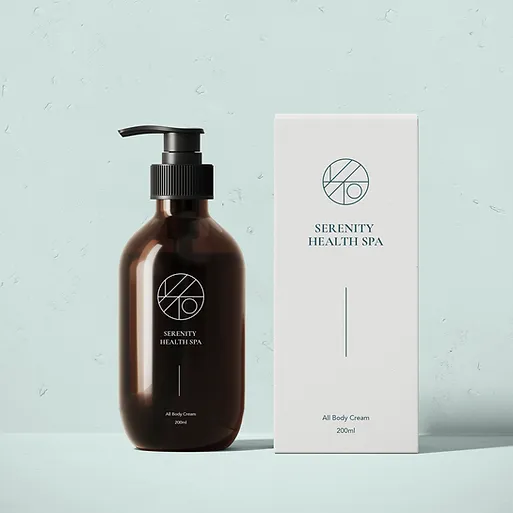 SERENITY
HEALTH SPA
All Body Cream
200ml
SERENITY
HEALTH SPA
All Body Cream
200ml